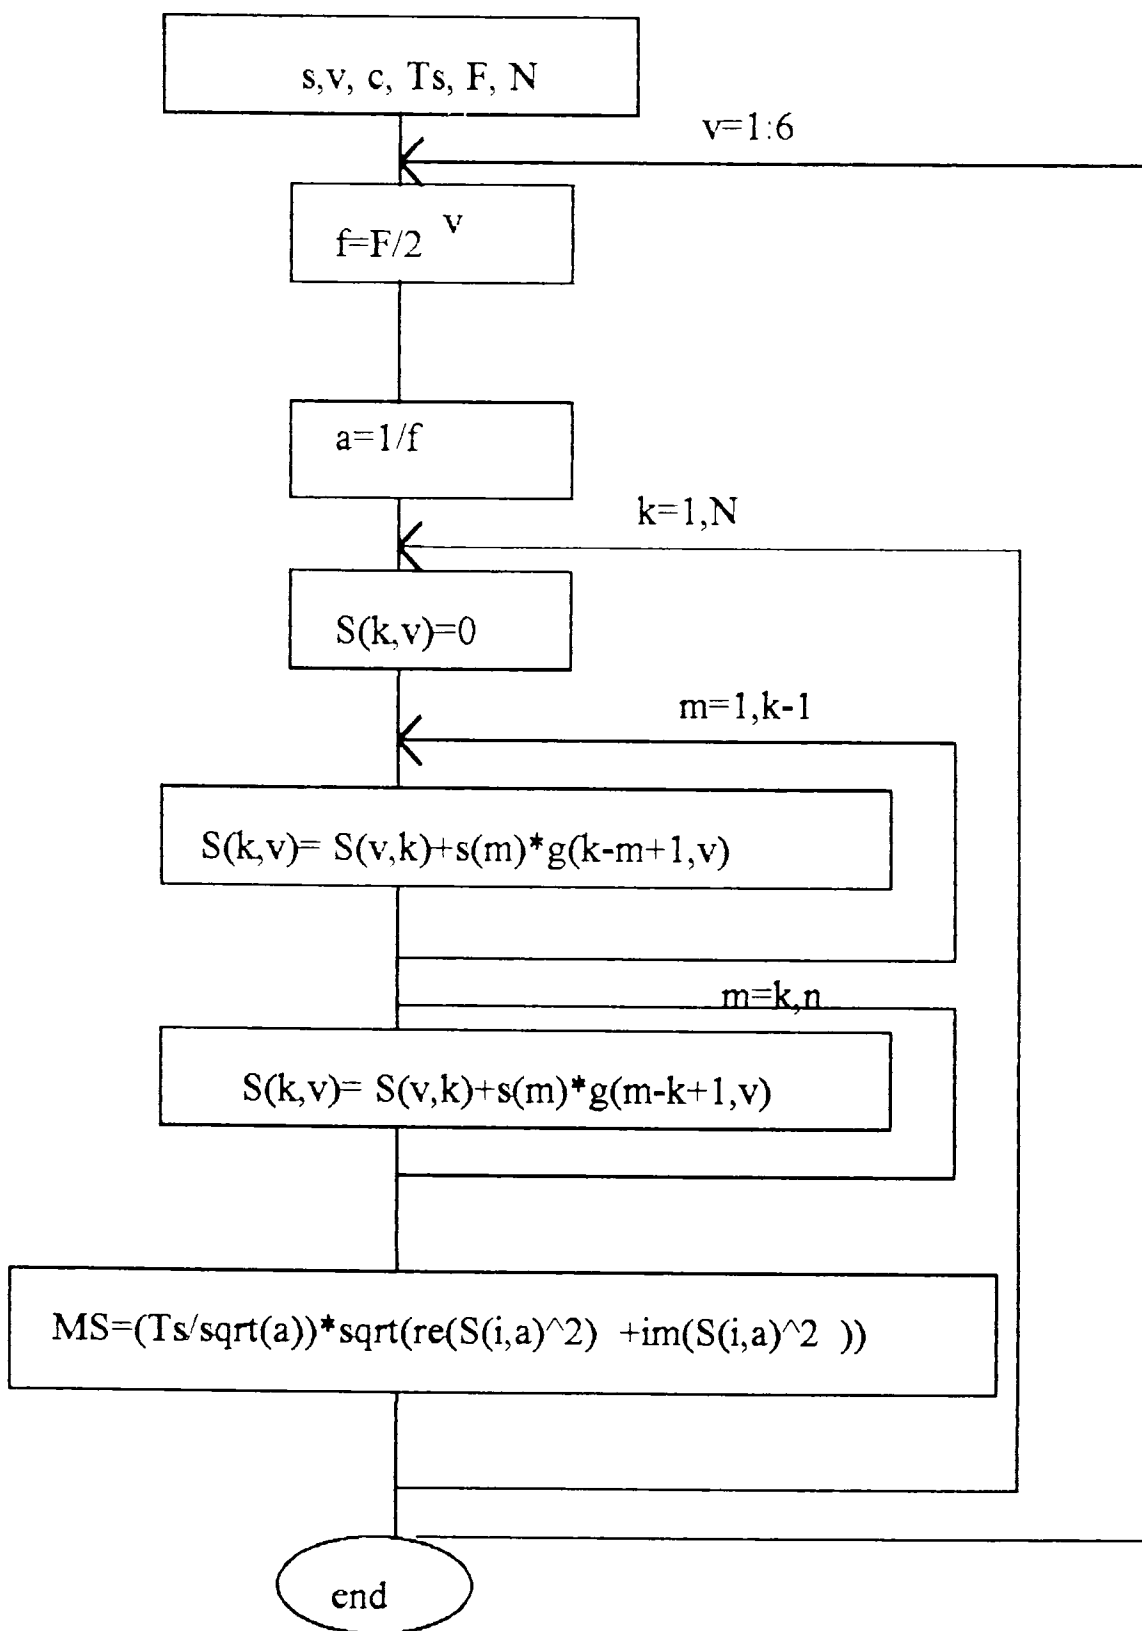 s,v, c, Ts, F, N
v=1:6
f=F/2 v
a=1/f
k=1,N
S(k,v)=0
m=1,k-1
S(k,v)= S(v,k)+s(m)*g(k-m+1,v)
m=k,n
S(k,v)= S(v,k)+s(m)*g(m-k+1,v)
MS=(Ts/sqrt(a))*sqrt(re(S(i,a)^2) +im(S(i,a)^2 ))
end